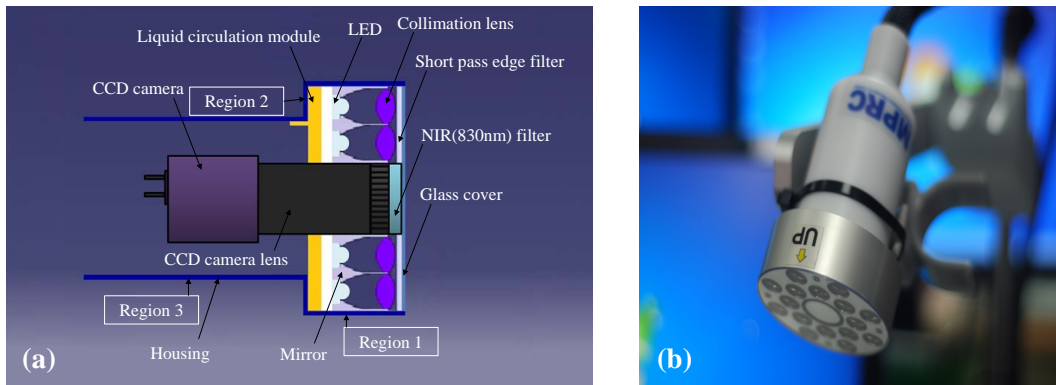 Liquid circulation module
LED
Collimation lens
Short pass edge filter
CCD camera
Region 2
NIR(830nm) filter
Glass cover
CCD camera lens
Region 3
Housing
Mirror
Region 1
(a)
MPRC
UP
(b)